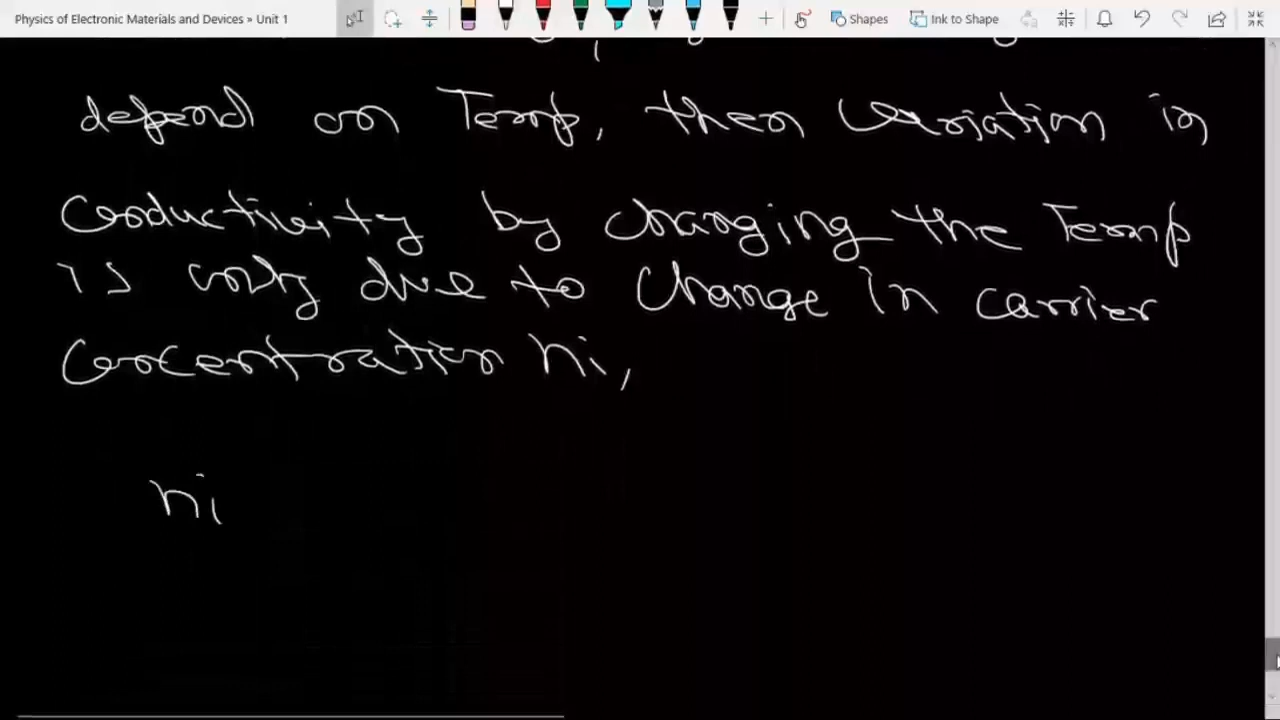 Physics of Electronic Materials and Devices » Unit 1
Shapes
Ink to Shape
depend on Temp, then variation in
conductivity by changing the Temp
is only due to change in carrier
concentration ni,
ni